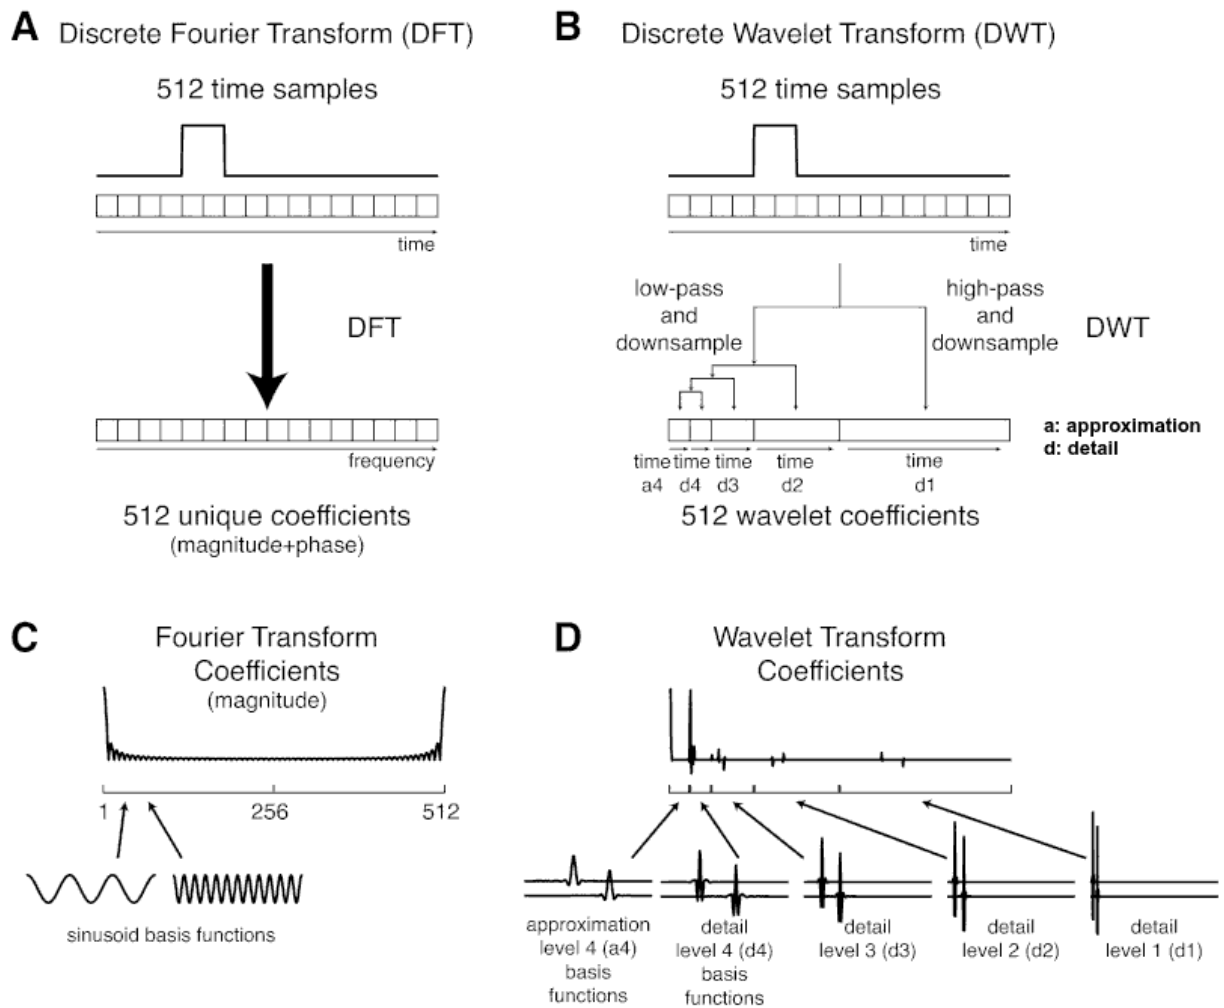 A Discrete Fourier Transform (DFT)
512 time samples
time
DFT
frequency
512 unique coefficients
(magnitude+phase)
B Discrete Wavelet Transform (DWT)
512 time samples
time
low-pass
and
downsample
high-pass
and
downsample
DWT
a: approximation
d: detail
time time time time time
a4 d4 d3 d2 d1
512 wavelet coefficients
C Fourier Transform
Coefficients
(magnitude)
1 256 512
sinusoid basis functions
D Wavelet Transform
Coefficients
approximation
level 4 (a4)
basis
functions
detail
level 4 (d4)
basis
functions
detail
level 3 (d3)
detail
level 2 (d2)
detail
level 1 (d1)